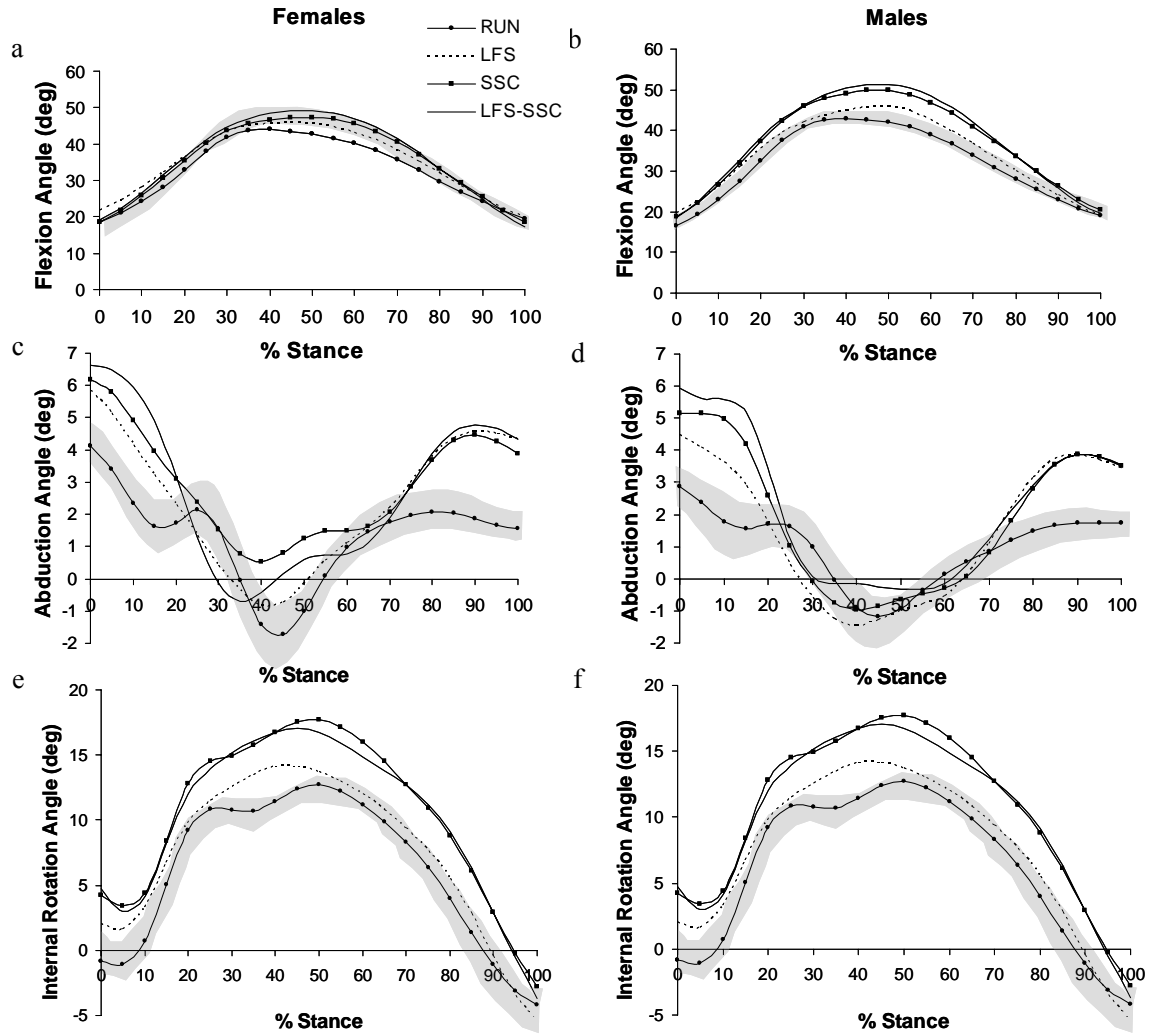 Females
Males
RUN
LFS
SSC
LFS-SSC
a
Flexion Angle (deg)
60
50
40
30
20
10
0
0 10 20 30 40 50 60 70 80 90 100
% Stance
b
Flexion Angle (deg)
60
50
40
30
20
10
0
0 10 20 30 40 50 60 70 80 90 100
% Stance
c
Abduction Angle (deg)
7
6
5
4
3
2
1
0
-1
-2
0 10 20 30 40 50 60 70 80 90 100
% Stance
d
Abduction Angle (deg)
7
6
5
4
3
2
1
0
-1
-2
0 10 20 30 40 50 60 70 80 90 100
% Stance
e
Internal Rotation Angle (deg)
20
15
10
5
0
-5
0 10 20 30 40 50 60 70 80 90 100
% Stance
f
Internal Rotation Angle (deg)
20
15
10
5
0
-5
0 10 20 30 40 50 60 70 80 90 100
% Stance